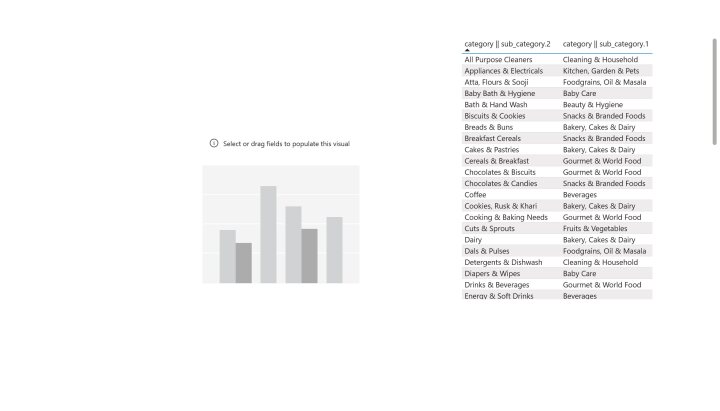 Select or drag fields to populate this visual
category || sub_category.2 category || sub_category.1
All Purpose Cleaners Cleaning & Household
Appliances & Electricals Kitchen, Garden & Pets
Atta, Flours & Sooji Foodgrains, Oil & Masala
Baby Bath & Hygiene Baby Care
Bath & Hand Wash Beauty & Hygiene
Biscuits & Cookies Snacks & Branded Foods
Breads & Buns Bakery, Cakes & Dairy
Breakfast Cereals Snacks & Branded Foods
Cakes & Pastries Bakery, Cakes & Dairy
Cereals & Breakfast Gourmet & World Food
Chocolates & Biscuits Gourmet & World Food
Chocolates & Candies Snacks & Branded Foods
Coffee Beverages
Cookies, Rusk & Khari Bakery, Cakes & Dairy
Cooking & Baking Needs Gourmet & World Food
Cuts & Sprouts Fruits & Vegetables
Dairy Bakery, Cakes & Dairy
Dals & Pulses Foodgrains, Oil & Masala
Detergents & Dishwash Cleaning & Household
Diapers & Wipes Baby Care
Drinks & Beverages Gourmet & World Food
Energy & Soft Drinks Beverages